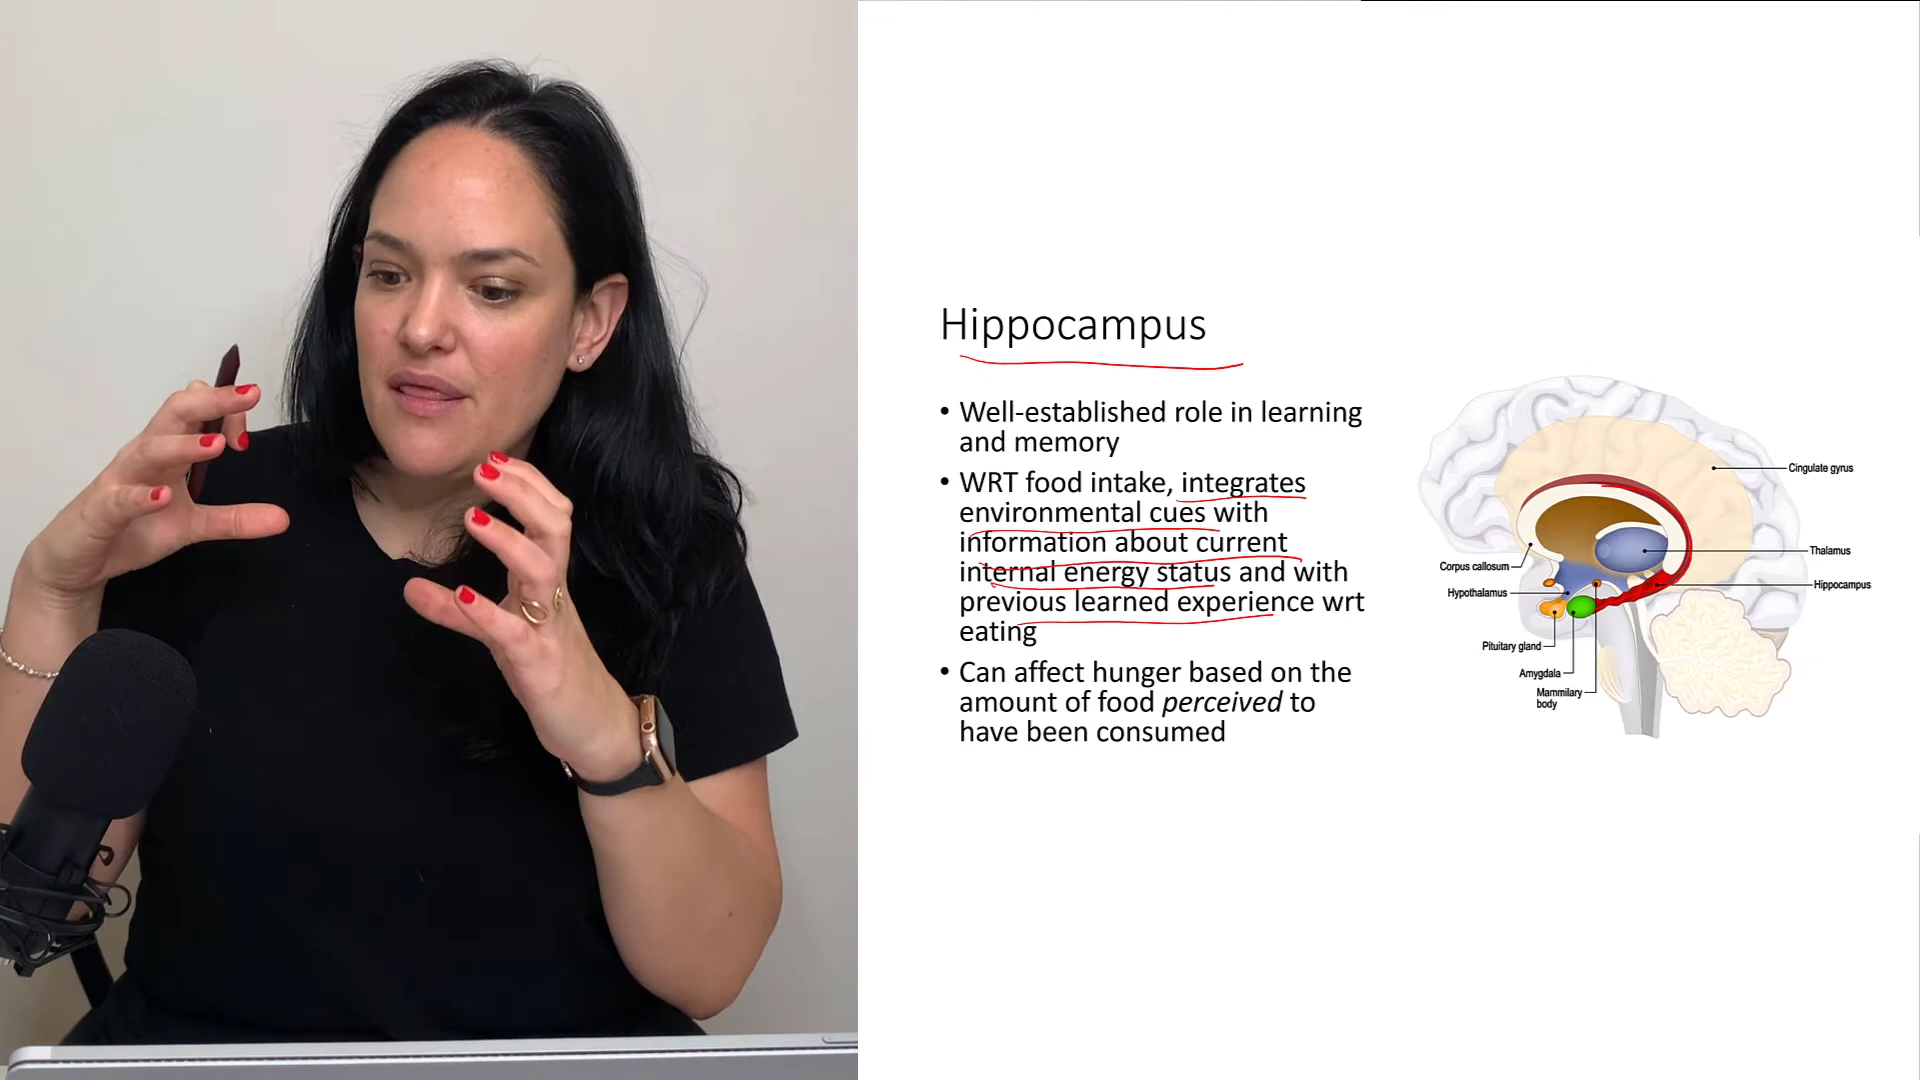 Hippocampus
• Well-established role in learning
and memory
• WRT food intake, integrates
environmental cues with
information about current
internal energy status and with
previous learned experience wrt
eating
• Can affect hunger based on the
amount of food perceived to
have been consumed
Cingulate gyrus
Thalamus
Hippocampus
Corpus callosum
Hypothalamus
Pituitary gland
Amygdala
Mammilary
body